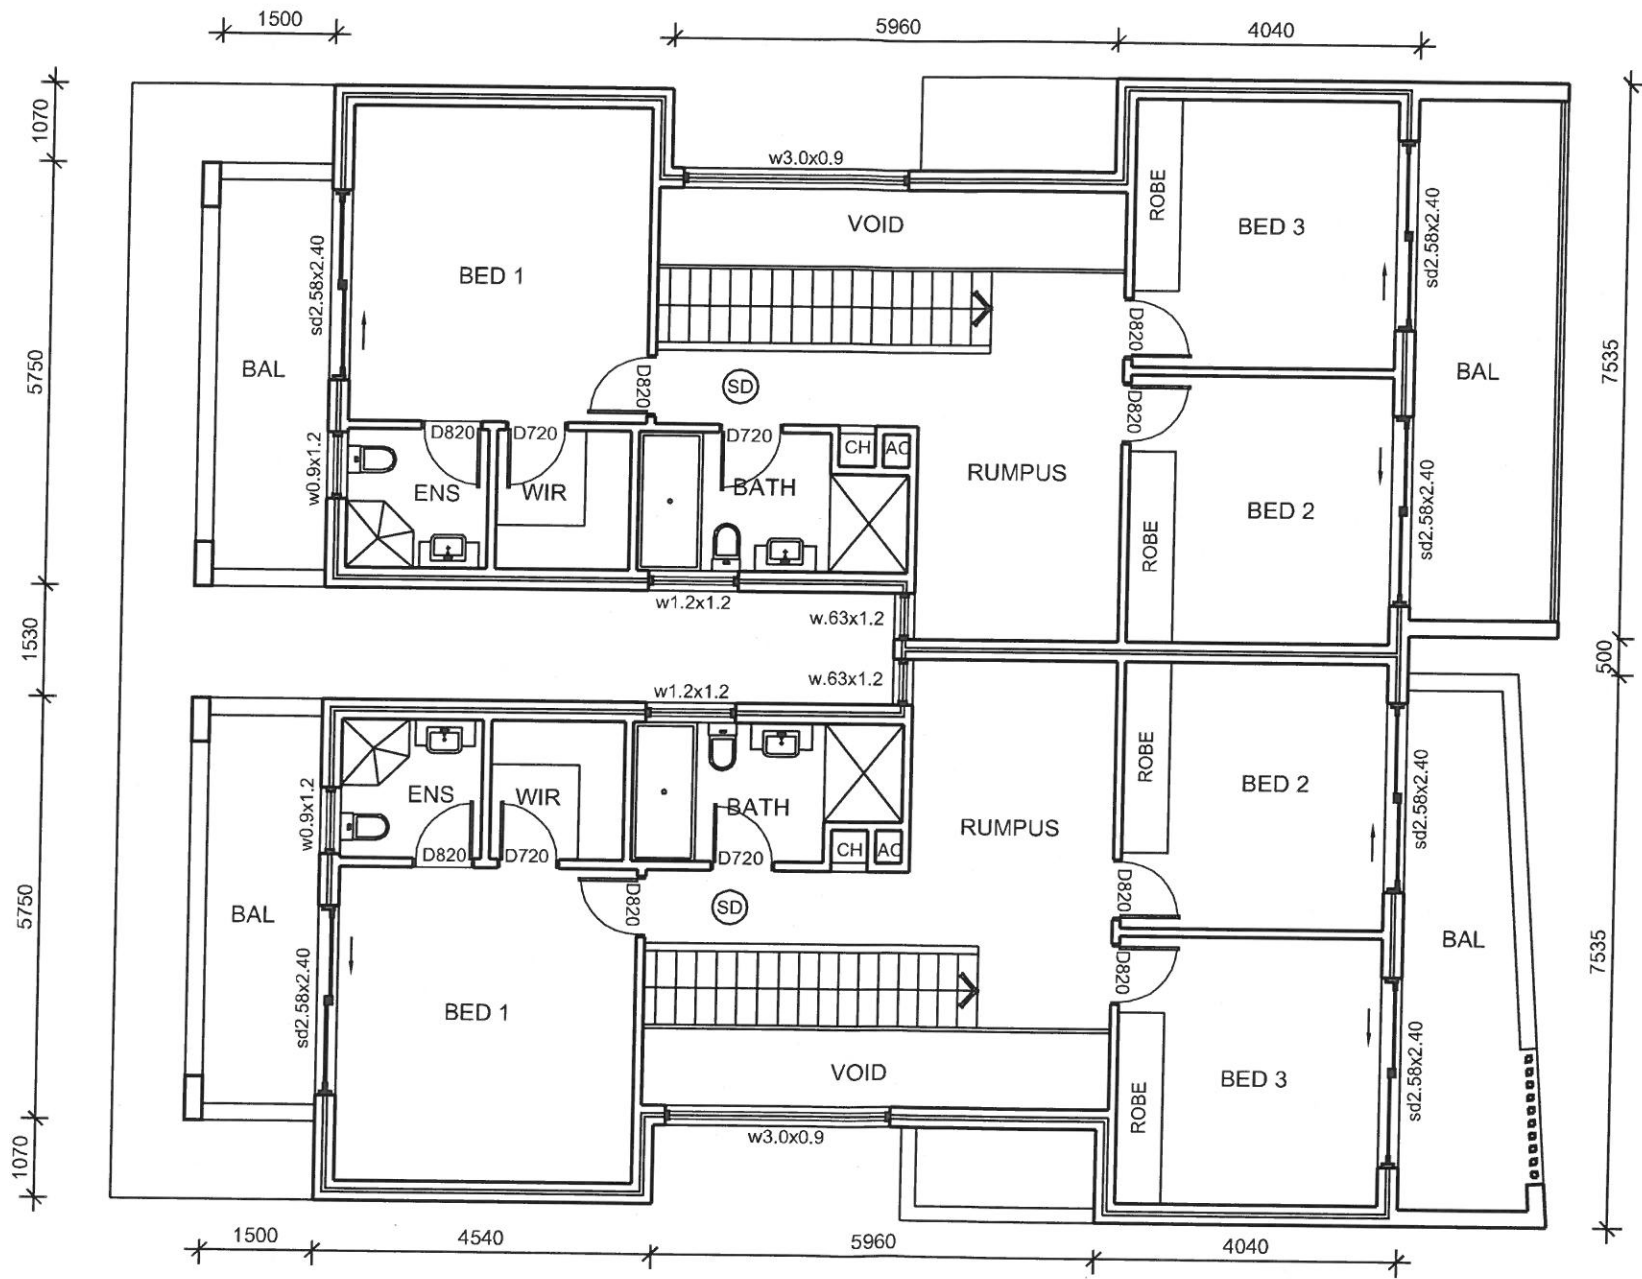 1500
5960
4040
1070
w3.0x0.9
ROBE
VOID
BED 3
sd2.58x2.40
sd2.58x2.40
BED 1
D820
5750
BAL
D820
SD
7535
BAL
D820
D820
D720
D720
CH
AC
w0.9x1.2
ENS
WIR
BATH
RUMPUS
BED 2
sd2.58x2.40
ROBE
w1.2x1.2
w.63x1.2
1530
500
w1.2x1.2
w.63x1.2
ROBE
BED 2
sd2.58x2.40
w0.9x1.2
ENS
WIR
BATH
RUMPUS
D820
D720
D720
CH
AC
D820
D820
5750
BAL
SD
BAL
7535
D820
sd2.58x2.40
BED 1
VOID
BED 3
sd2.58x2.40
ROBE
w3.0x0.9
1070
1500
4540
5960
4040